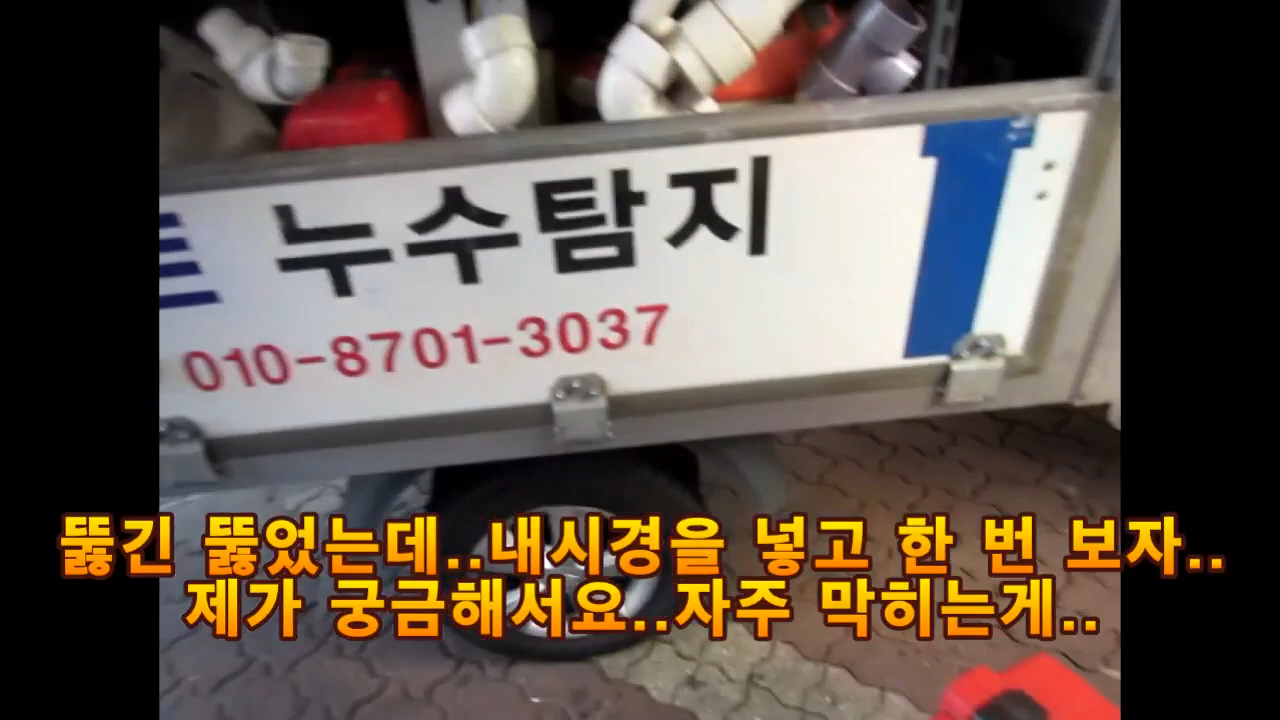 트 누수탐지
010-8701-3037
뚫긴 뚫었는데..내시경을 넣고 한 번 보자..
제가 궁금해서요..자주 막히는게..